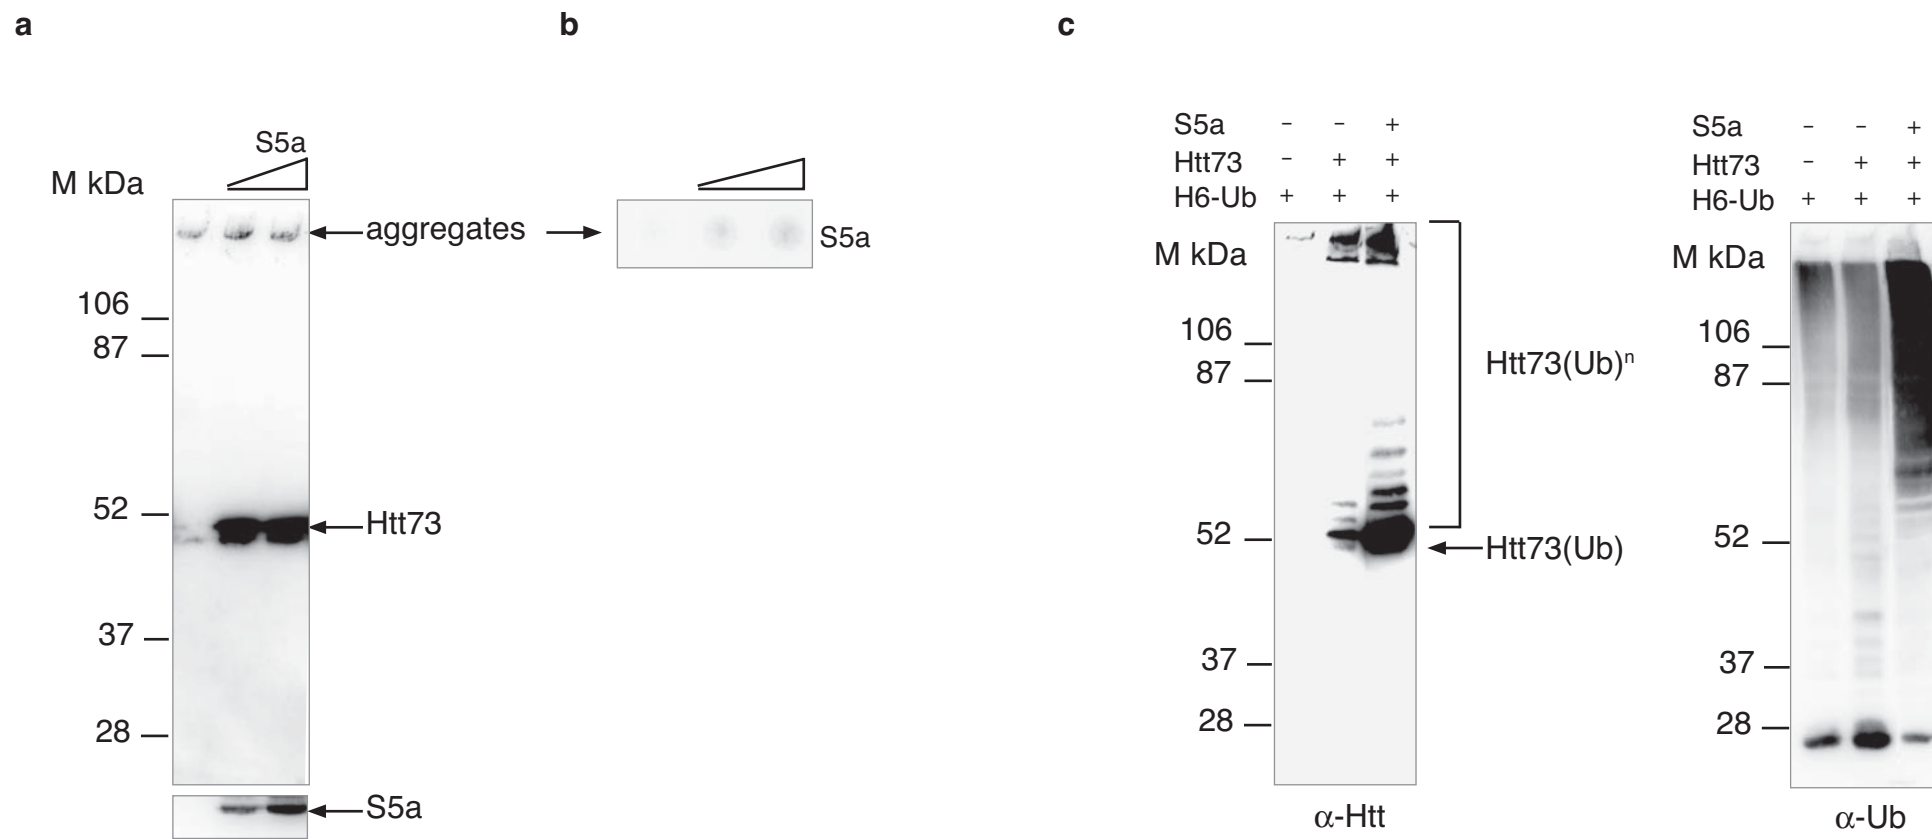 a
b
c
S5a
M kDa
aggregates
106
87
52
Htt73
37
28
S5a
S5a
S5a – – +
Htt73 – + +
H6-Ub + + +
M kDa
106
87
Htt73(Ub)ⁿ
52
Htt73(Ub)
37
28
α-Htt
S5a – – +
Htt73 – + +
H6-Ub + + +
M kDa
106
87
52
37
28
α-Ub